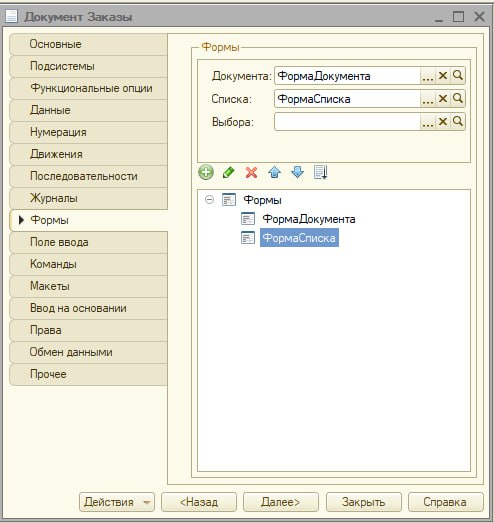 Документ Заказы
Основные
Подсистемы
Функциональные опции
Данные
Нумерация
Движения
Последовательности
Журналы
Формы
Поле ввода
Команды
Макеты
Ввод на основании
Права
Обмен данными
Прочее
Формы
Документа: ФормаДокумента ...
Списка: ФормаСписка ...
Выбора: ...
Формы
ФормаДокумента
ФормаСписка
Действия <Назад Далее> Закрыть Справка